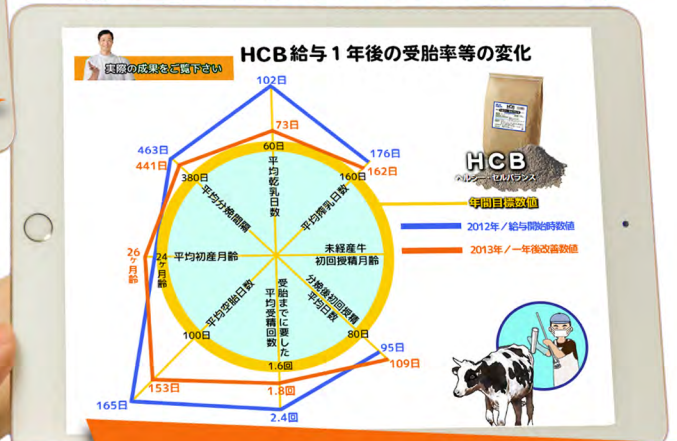 HCB給与１年後の受胎率等の変化
実際の成果をご覧下さい
102日
73日
60日
平均乾乳日数
176日
162日
160日
平均搾乳日数
463日
441日
380日
平均分娩間隔
26ヶ月齢
24ヶ月齢
平均初産月齢
未経産牛
初回授精月齢
分娩後初回授精
平均日数
80日
95日
109日
受胎までに要した
平均受精回数
1.6回
1.8回
2.4回
平均空胎日数
100日
153日
165日
HCB
HCB
ヘルシー・セルバランス
年間目標数値
2012年／給与開始時数値
2013年／一年後改善数値